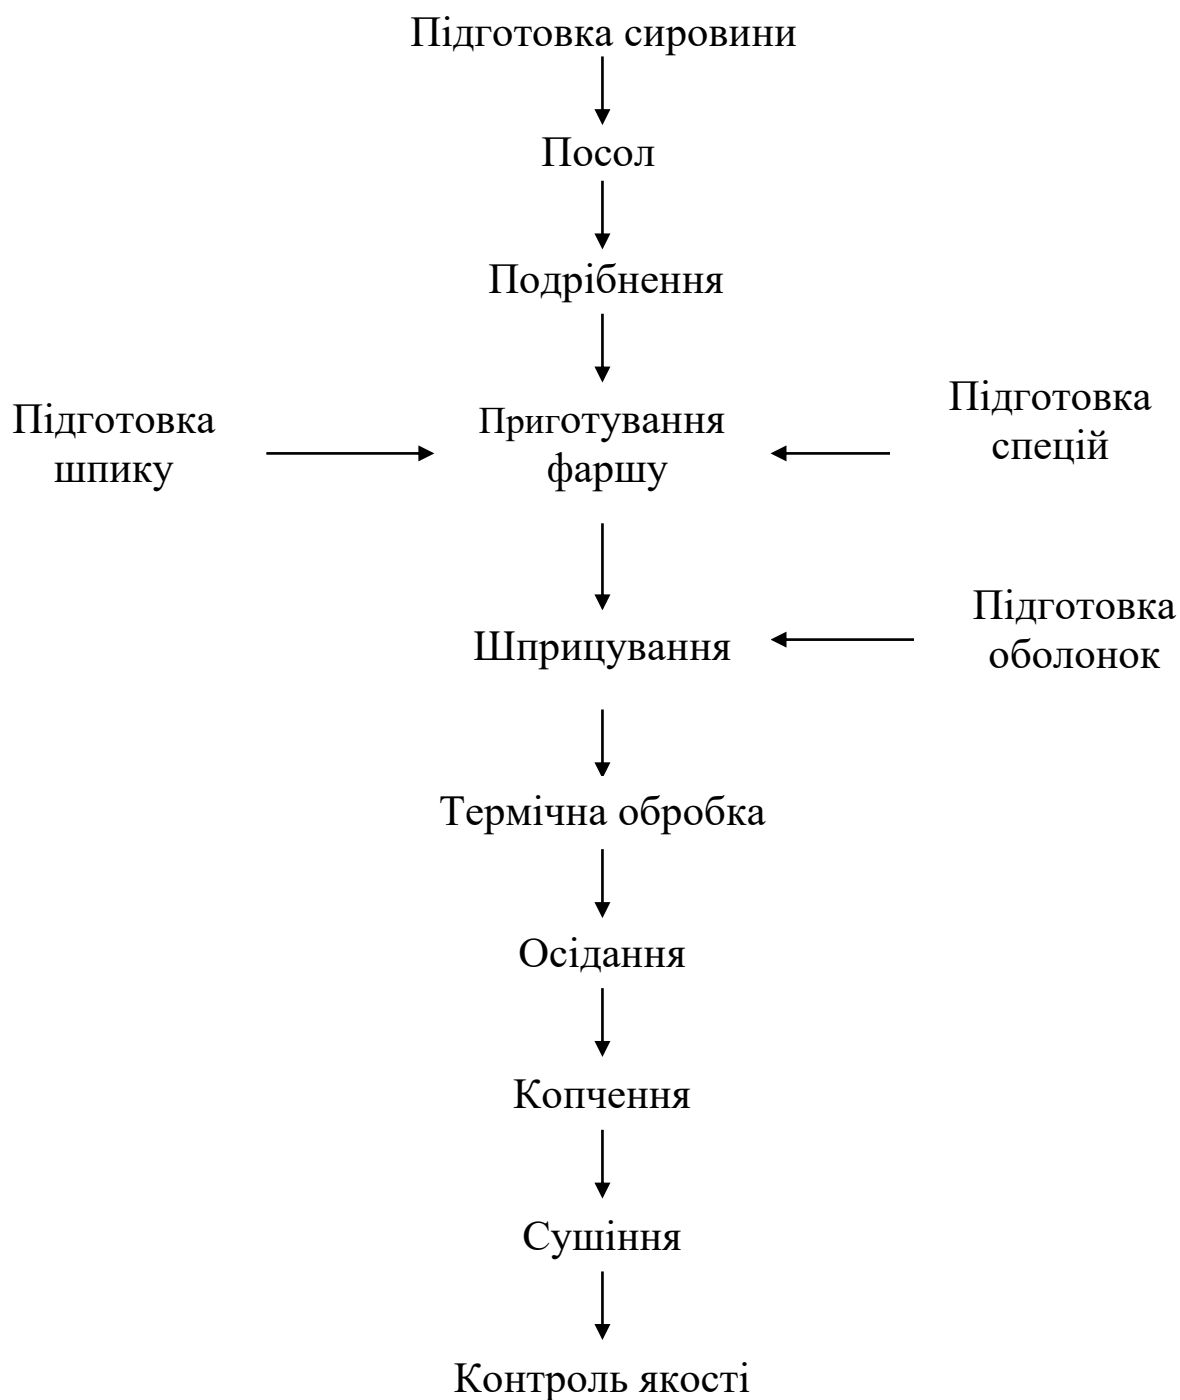 Підготовка сировини
Посол
Подрібнення
Підготовка
шпику
Приготування
фаршу
Підготовка
спецій
Шприцування
Підготовка
оболонок
Термічна обробка
Осідання
Копчення
Сушіння
Контроль якості